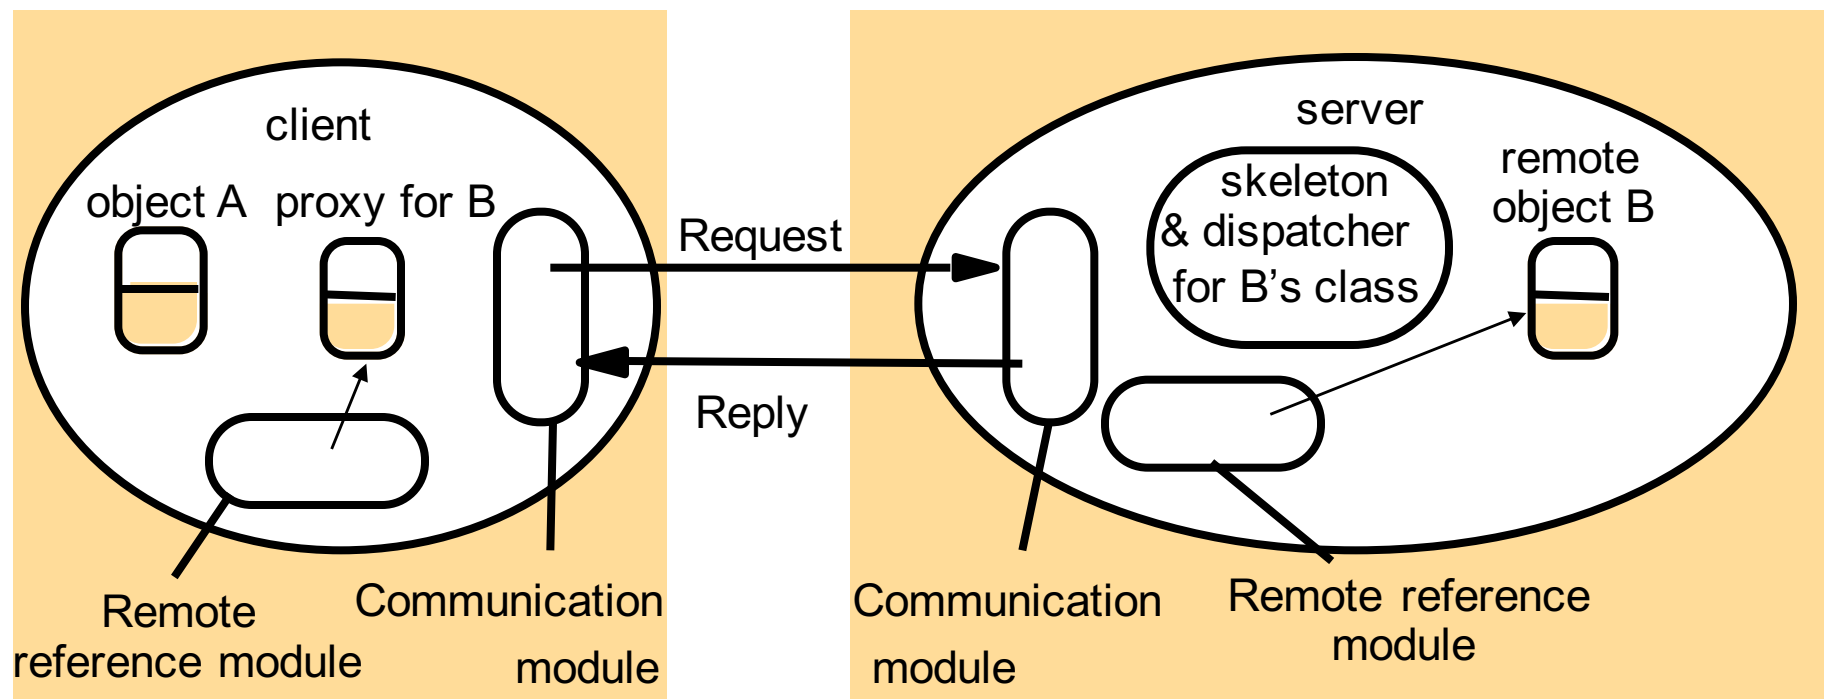 client
object A
proxy for B
Request
Reply
Remote
reference module
Communication
module
server
skeleton
& dispatcher
for B’s class
remote
object B
Communication
module
Remote reference
module